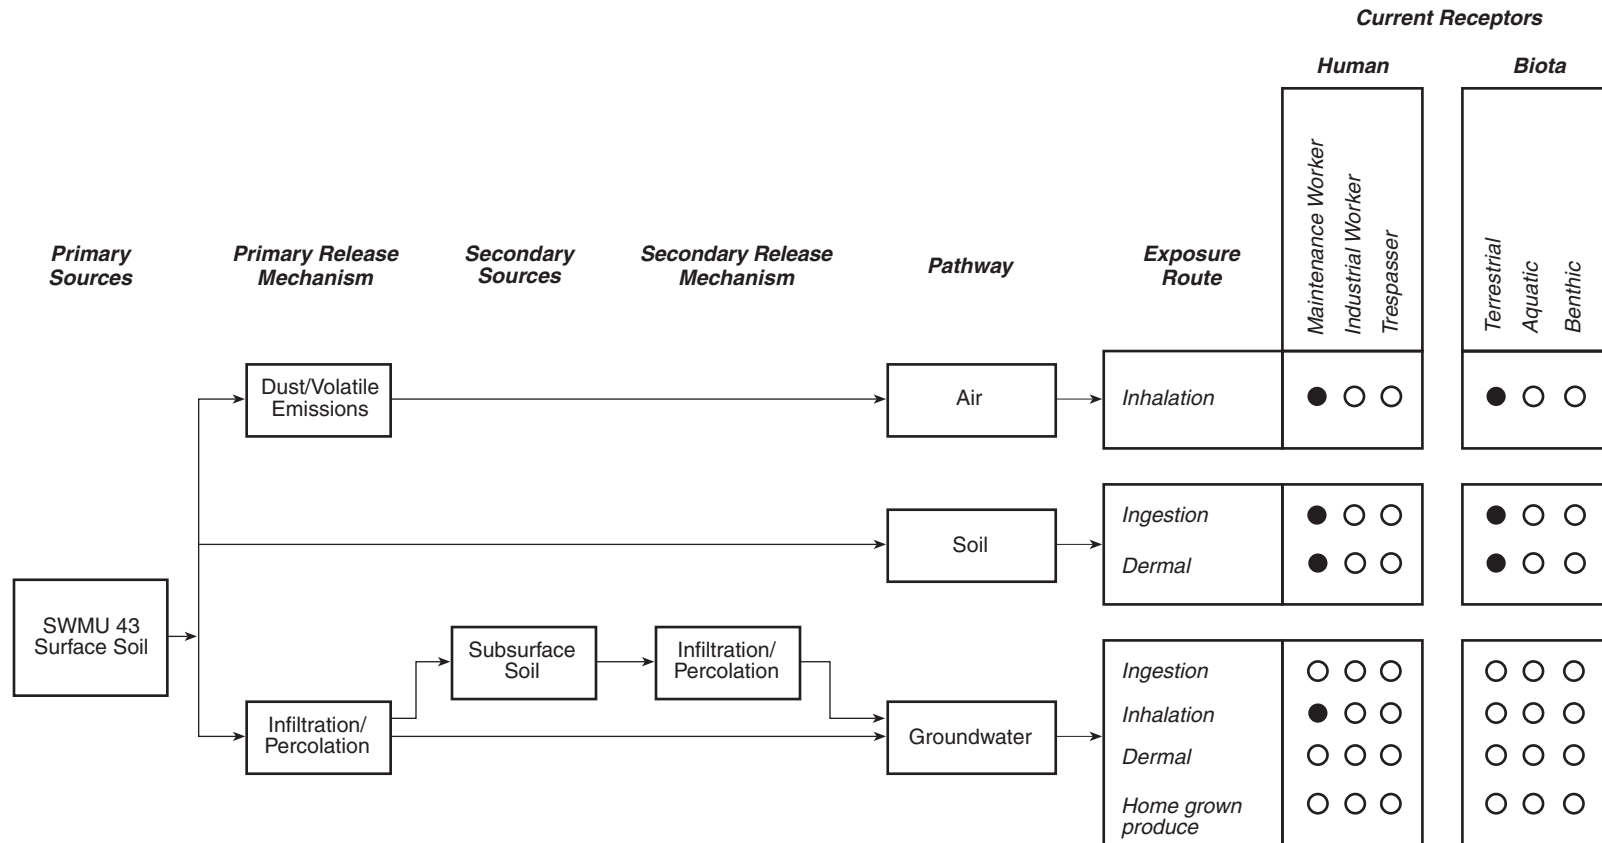 Current Receptors
Human
Biota
Maintenance Worker
Industrial Worker
Trespasser
Terrestrial
Aquatic
Benthic
Primary
Sources
Primary Release
Mechanism
Secondary
Sources
Secondary Release
Mechanism
Pathway
Exposure
Route
Dust/Volatile
Emissions
Air
Inhalation
Soil
Ingestion
Dermal
SWMU 43
Surface Soil
Subsurface
Soil
Infiltration/
Percolation
Infiltration/
Percolation
Groundwater
Ingestion
Inhalation
Dermal
Home grown
produce